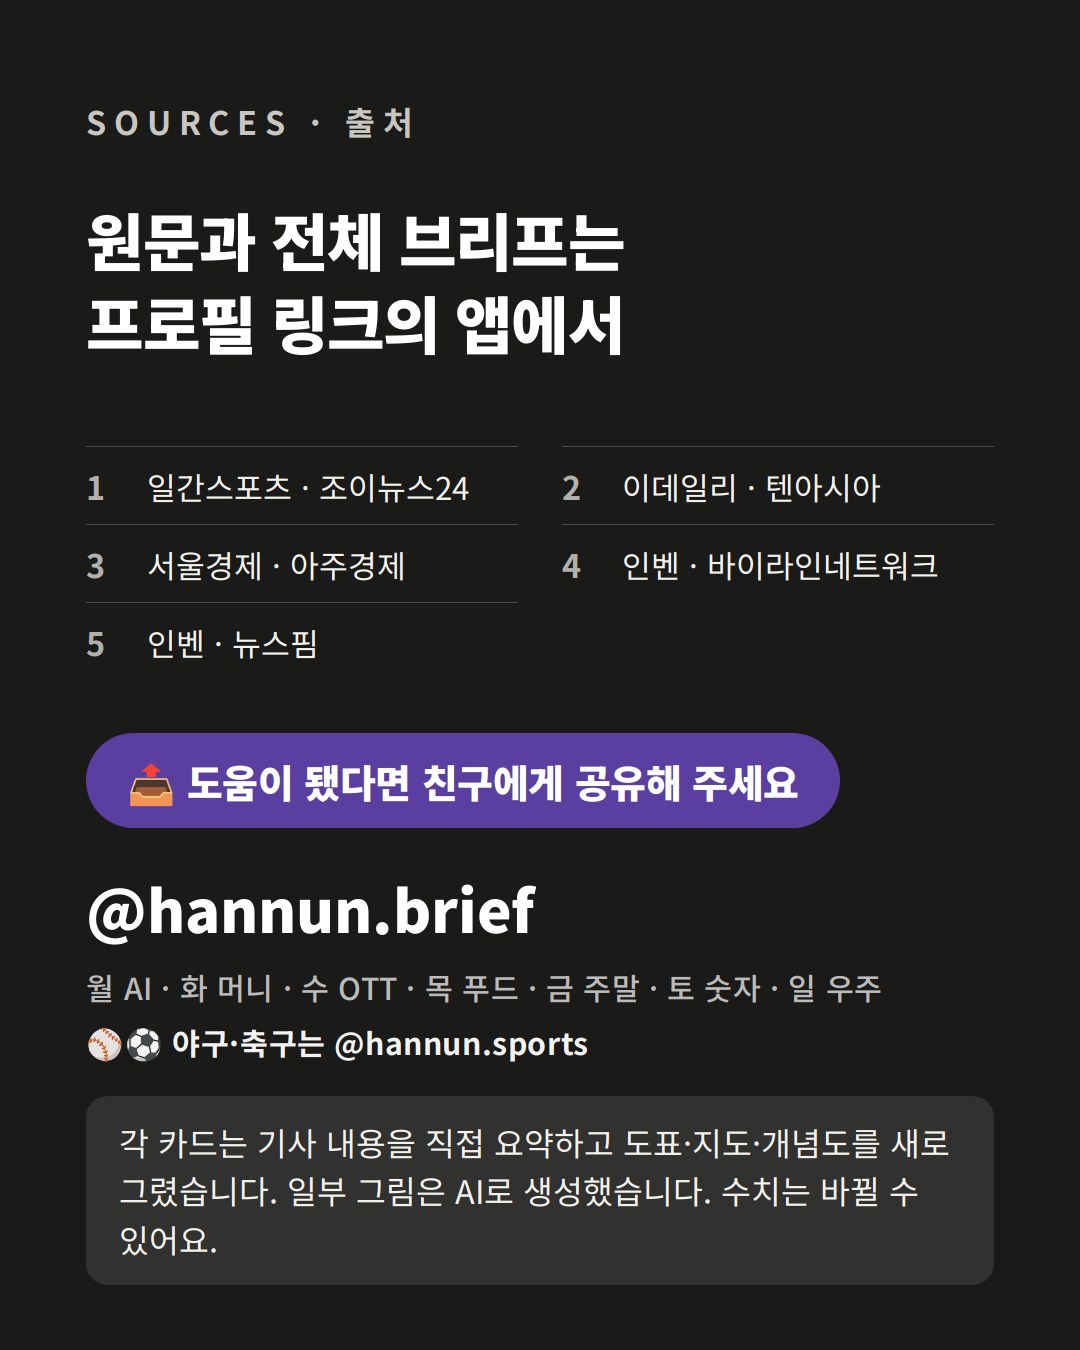 SOURCES · 출처
원문과 전체 브리프는
프로필 링크의 앱에서
1 일간스포츠 · 조이뉴스24
2 이데일리 · 텐아시아
3 서울경제 · 아주경제
4 인벤 · 바이라인네트워크
5 인벤 · 뉴스핌
📤 도움이 됐다면 친구에게 공유해 주세요
@hannun.brief
월 AI · 화 머니 · 수 OTT · 목 푸드 · 금 주말 · 토 숫자 · 일 우주
⚾⚽ 야구·축구는 @hannun.sports
각 카드는 기사 내용을 직접 요약하고 도표·지도·개념도를 새로
그렸습니다. 일부 그림은 AI로 생성했습니다. 수치는 바뀔 수
있어요.